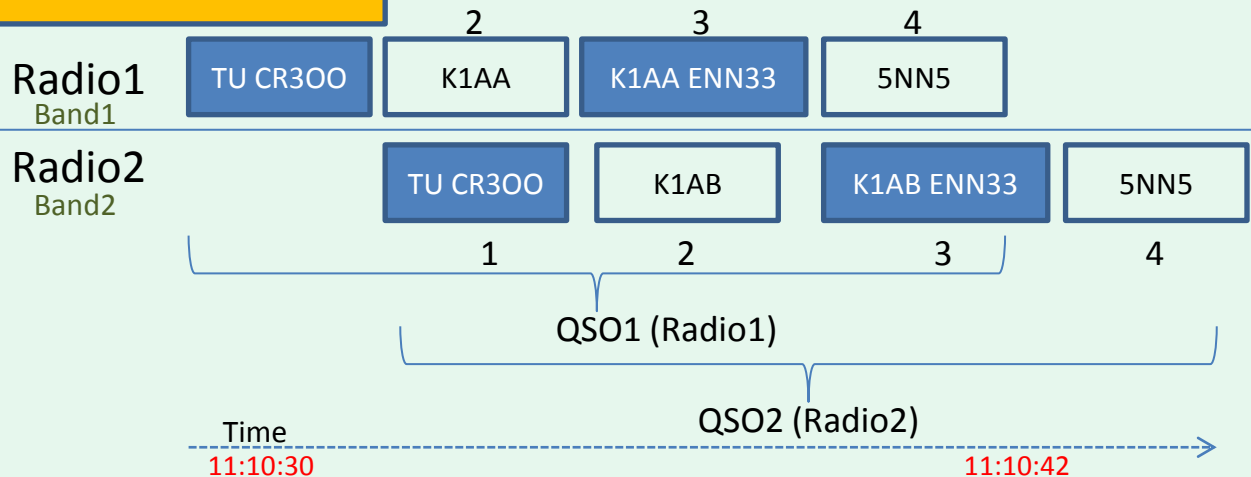 2 3 4
Radio1 TU CR3OO K1AA K1AA ENN33 5NN5
Band1
Radio2 TU CR3OO K1AB K1AB ENN33 5NN5
Band2
1 2 3 4
QSO1 (Radio1)
QSO2 (Radio2)
Time
11:10:30 11:10:42